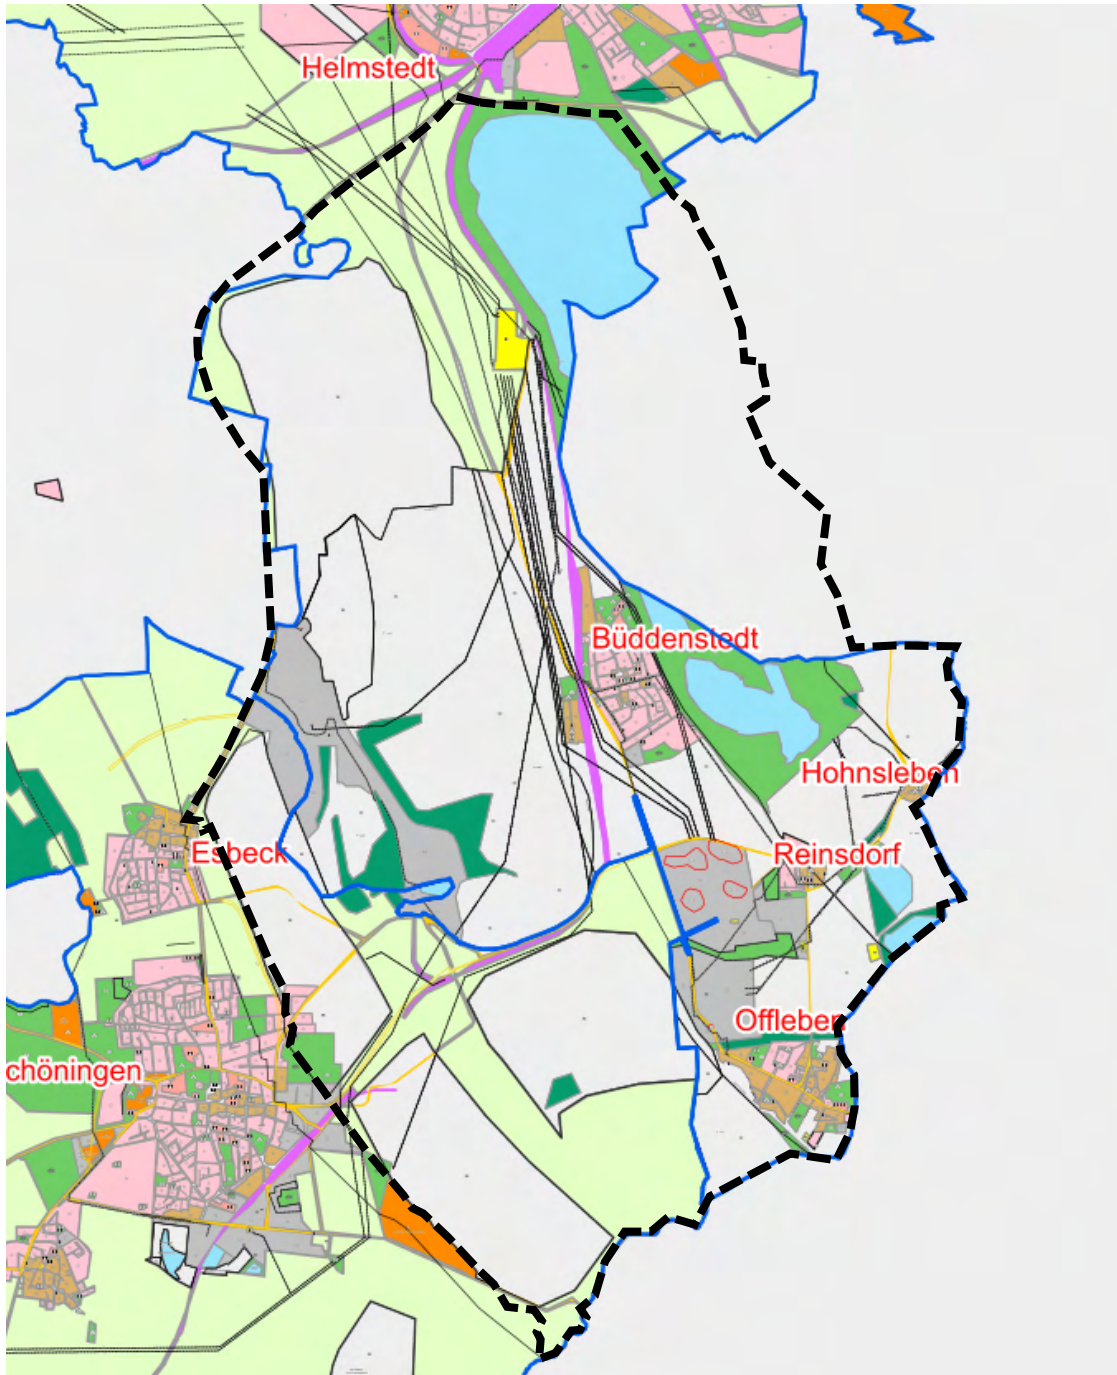 Helmstedt
Büddenstedt
Hohnsleben
Esbeck
Reinsdorf
Offleben
chöningen